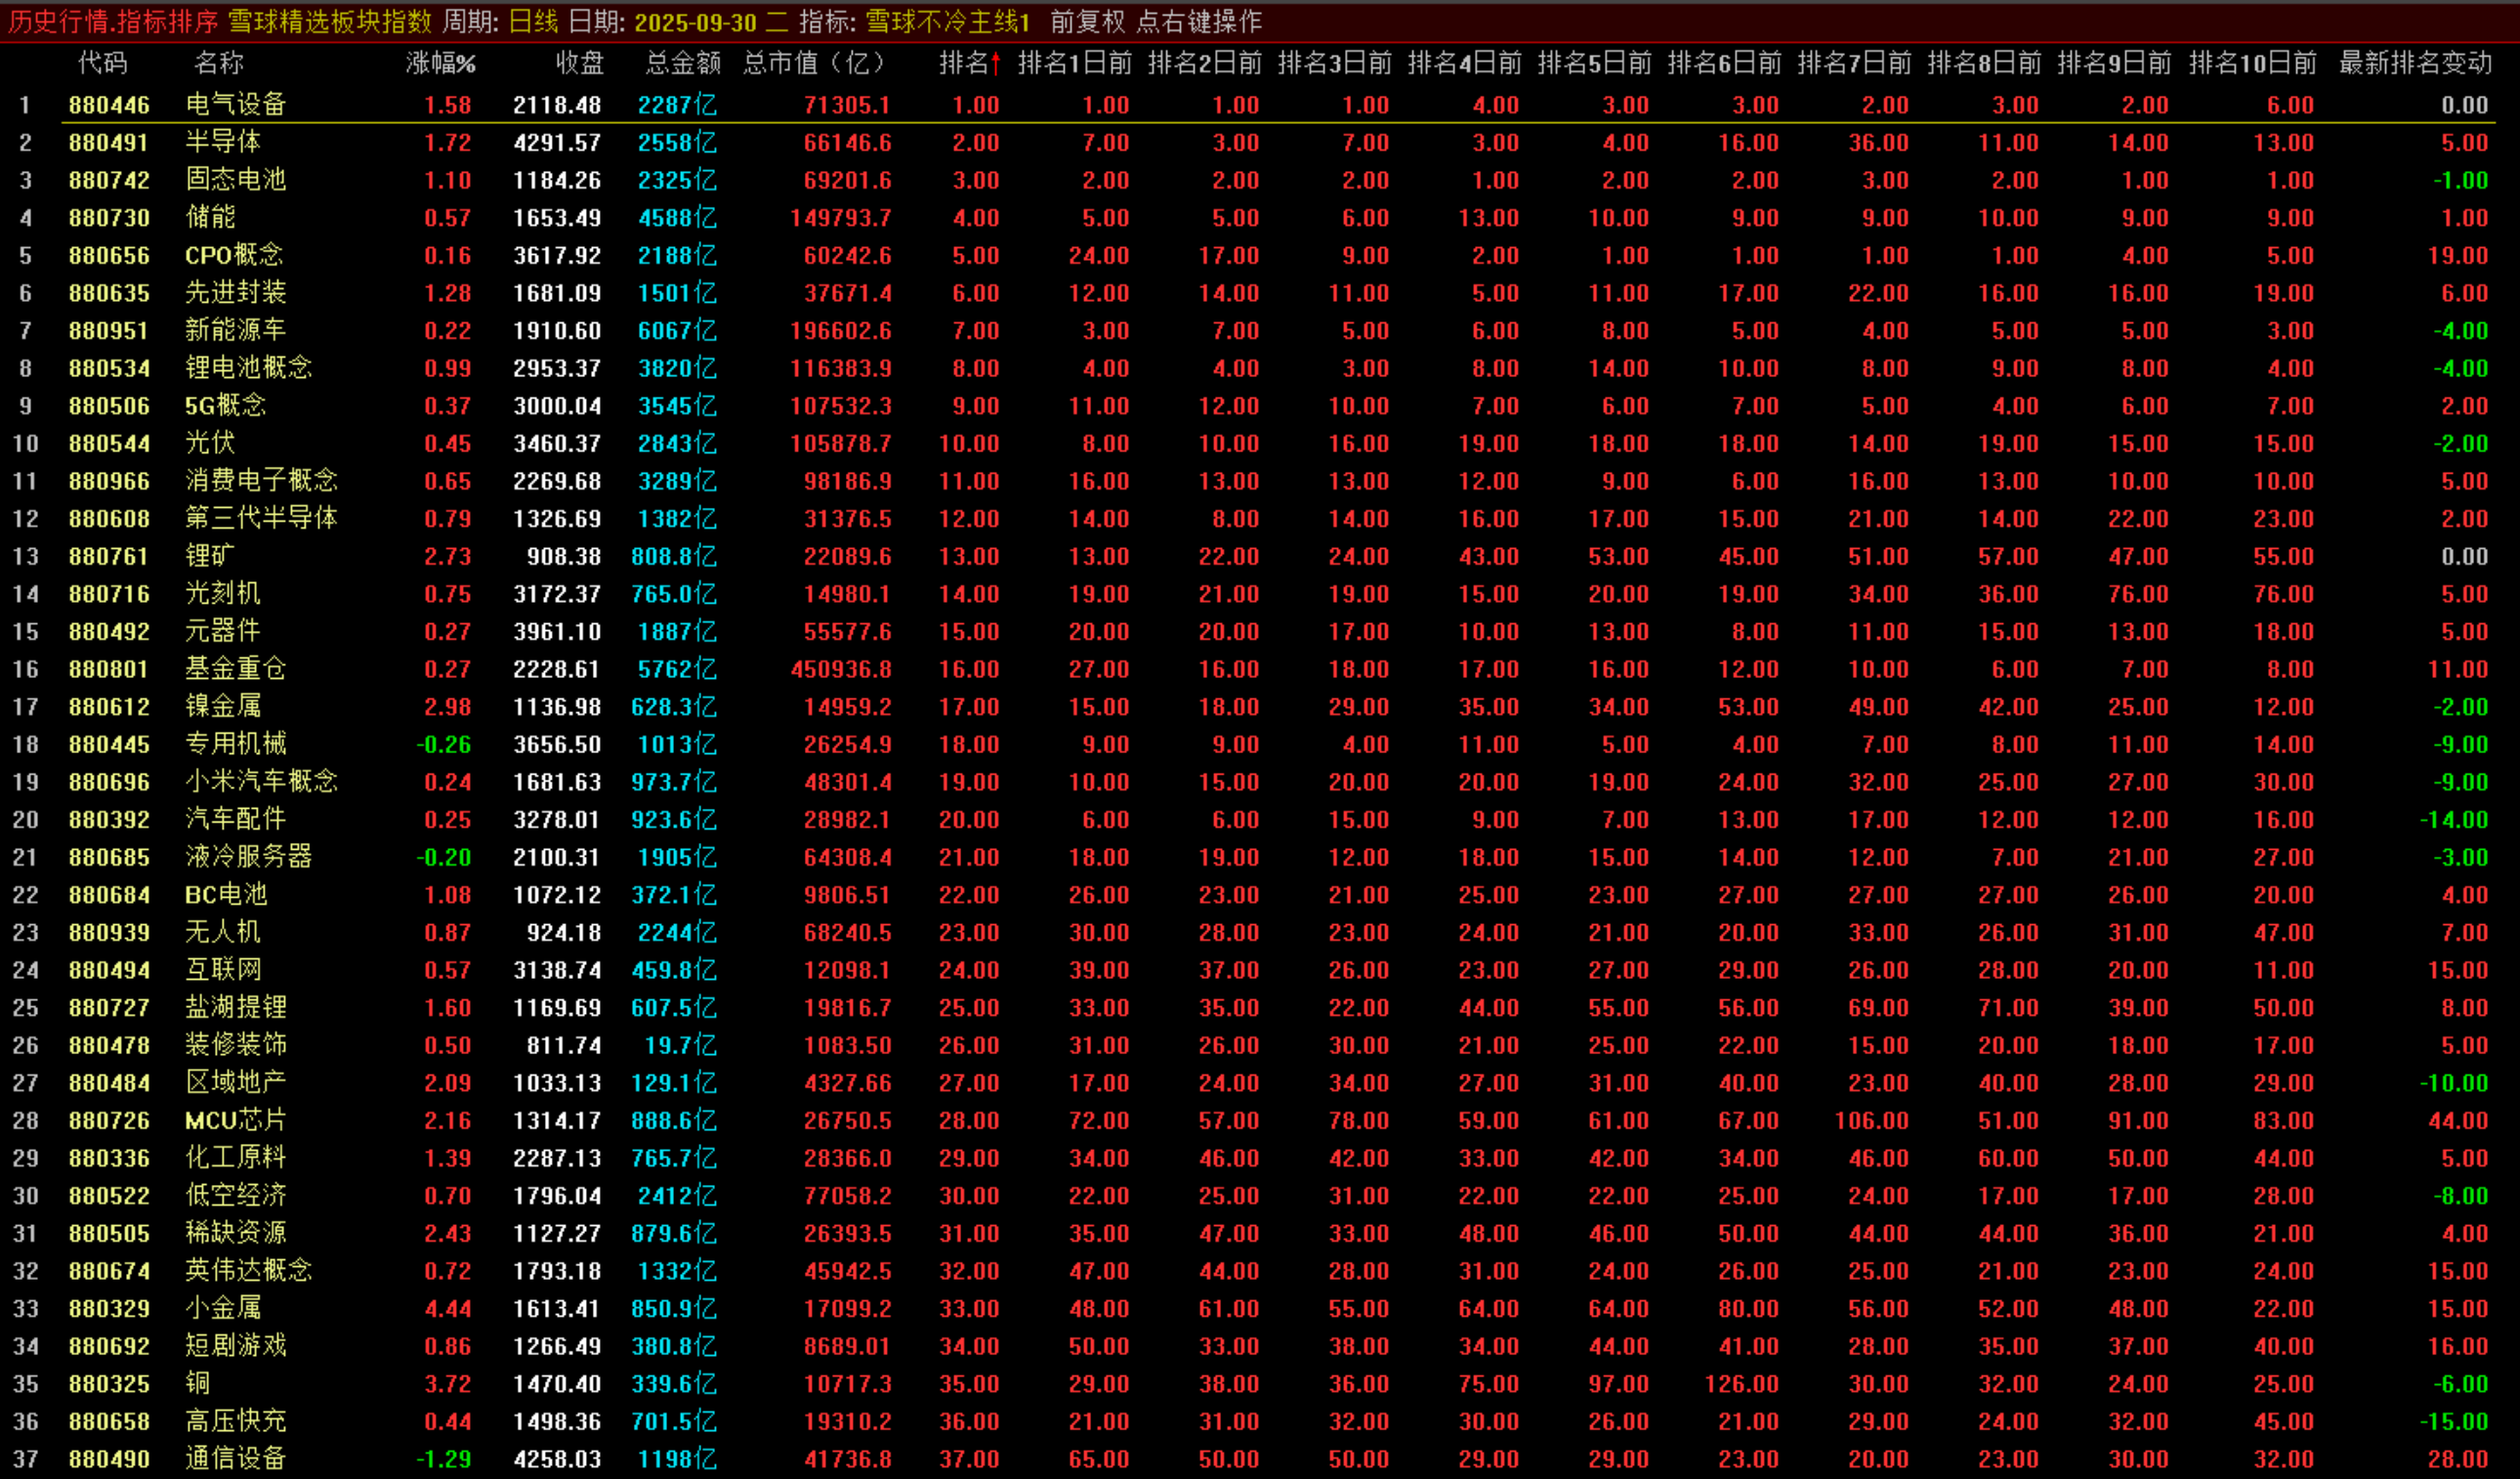 历史行情.指标排序 雪球精选板块指数 周期: 日线 日期: 2025-09-30 二 指标: 雪球不冷主线1 前复权 点右键操作
代码 名称 涨幅% 收盘 总金额 总市值（亿） 排名↑ 排名1日前 排名2日前 排名3日前 排名4日前 排名5日前 排名6日前 排名7日前 排名8日前 排名9日前 排名10日前 最新排名变动
1 880446 电气设备 1.58 2118.48 2287亿 71305.1 1.00 1.00 1.00 1.00 4.00 3.00 3.00 2.00 3.00 2.00 6.00 0.00
2 880491 半导体 1.72 4291.57 2558亿 66146.6 2.00 7.00 3.00 7.00 3.00 4.00 16.00 36.00 11.00 14.00 13.00 5.00
3 880742 固态电池 1.10 1184.26 2325亿 69201.6 3.00 2.00 2.00 2.00 1.00 2.00 2.00 3.00 2.00 1.00 1.00 -1.00
4 880730 储能 0.57 1653.49 4588亿 149793.7 4.00 5.00 5.00 6.00 13.00 10.00 9.00 9.00 10.00 9.00 9.00 1.00
5 880656 CPO概念 0.16 3617.92 2188亿 60242.6 5.00 24.00 17.00 9.00 2.00 1.00 1.00 1.00 1.00 4.00 5.00 19.00
6 880635 先进封装 1.28 1681.09 1501亿 37671.4 6.00 12.00 14.00 11.00 5.00 11.00 17.00 22.00 16.00 16.00 19.00 6.00
7 880951 新能源车 0.22 1910.60 6067亿 196602.6 7.00 3.00 7.00 5.00 6.00 8.00 5.00 4.00 5.00 5.00 3.00 -4.00
8 880534 锂电池概念 0.99 2953.37 3820亿 116383.9 8.00 4.00 4.00 3.00 8.00 14.00 10.00 8.00 9.00 8.00 4.00 -4.00
9 880506 5G概念 0.37 3000.04 3545亿 107532.3 9.00 11.00 12.00 10.00 7.00 6.00 7.00 5.00 4.00 6.00 7.00 2.00
10 880544 光伏 0.45 3460.37 2843亿 105878.7 10.00 8.00 10.00 16.00 19.00 18.00 18.00 14.00 19.00 15.00 15.00 -2.00
11 880966 消费电子概念 0.65 2269.68 3289亿 98186.9 11.00 16.00 13.00 13.00 12.00 9.00 6.00 16.00 13.00 10.00 10.00 5.00
12 880608 第三代半导体 0.79 1326.69 1382亿 31376.5 12.00 14.00 8.00 14.00 16.00 17.00 15.00 21.00 14.00 22.00 23.00 2.00
13 880761 锂矿 2.73 908.38 808.8亿 22089.6 13.00 13.00 22.00 24.00 43.00 53.00 45.00 51.00 57.00 47.00 55.00 0.00
14 880716 光刻机 0.75 3172.37 765.0亿 14980.1 14.00 19.00 21.00 19.00 15.00 20.00 19.00 34.00 36.00 76.00 76.00 5.00
15 880492 元器件 0.27 3961.10 1887亿 55577.6 15.00 20.00 20.00 17.00 10.00 13.00 8.00 11.00 15.00 13.00 18.00 5.00
16 880801 基金重仓 0.27 2228.61 5762亿 450936.8 16.00 27.00 16.00 18.00 17.00 16.00 12.00 10.00 6.00 7.00 8.00 11.00
17 880612 镍金属 2.98 1136.98 628.3亿 14959.2 17.00 15.00 18.00 29.00 35.00 34.00 53.00 49.00 42.00 25.00 12.00 -2.00
18 880445 专用机械 -0.26 3656.50 1013亿 26254.9 18.00 9.00 9.00 4.00 11.00 5.00 4.00 7.00 8.00 11.00 14.00 -9.00
19 880696 小米汽车概念 0.24 1681.63 973.7亿 48301.4 19.00 10.00 15.00 20.00 20.00 19.00 24.00 32.00 25.00 27.00 30.00 -9.00
20 880392 汽车配件 0.25 3278.01 923.6亿 28982.1 20.00 6.00 6.00 15.00 9.00 7.00 13.00 17.00 12.00 12.00 16.00 -14.00
21 880685 液冷服务器 -0.20 2100.31 1905亿 64308.4 21.00 18.00 19.00 12.00 18.00 15.00 14.00 12.00 7.00 21.00 27.00 -3.00
22 880684 BC电池 1.08 1072.12 372.1亿 9806.51 22.00 26.00 23.00 21.00 25.00 23.00 27.00 27.00 27.00 26.00 20.00 4.00
23 880939 无人机 0.87 924.18 2244亿 68240.5 23.00 30.00 28.00 23.00 24.00 21.00 20.00 33.00 26.00 31.00 47.00 7.00
24 880494 互联网 0.57 3138.74 459.8亿 12098.1 24.00 39.00 37.00 26.00 23.00 27.00 29.00 26.00 28.00 20.00 11.00 15.00
25 880727 盐湖提锂 1.60 1169.69 607.5亿 19816.7 25.00 33.00 35.00 22.00 44.00 55.00 56.00 69.00 71.00 39.00 50.00 8.00
26 880478 装修装饰 0.50 811.74 19.7亿 1083.50 26.00 31.00 26.00 30.00 21.00 25.00 22.00 15.00 20.00 18.00 17.00 5.00
27 880484 区域地产 2.09 1033.13 129.1亿 4327.66 27.00 17.00 24.00 34.00 27.00 31.00 40.00 23.00 40.00 28.00 29.00 -10.00
28 880726 MCU芯片 2.16 1314.17 888.6亿 26750.5 28.00 72.00 57.00 78.00 59.00 61.00 67.00 106.00 51.00 91.00 83.00 44.00
29 880336 化工原料 1.39 2287.13 765.7亿 28366.0 29.00 34.00 46.00 42.00 33.00 42.00 34.00 46.00 60.00 50.00 44.00 5.00
30 880522 低空经济 0.70 1796.04 2412亿 77058.2 30.00 22.00 25.00 31.00 22.00 22.00 25.00 24.00 17.00 17.00 28.00 -8.00
31 880505 稀缺资源 2.43 1127.27 879.6亿 26393.5 31.00 35.00 47.00 33.00 48.00 46.00 50.00 44.00 44.00 36.00 21.00 4.00
32 880674 英伟达概念 0.72 1793.18 1332亿 45942.5 32.00 47.00 44.00 28.00 31.00 24.00 26.00 25.00 21.00 23.00 24.00 15.00
33 880329 小金属 4.44 1613.41 850.9亿 17099.2 33.00 48.00 61.00 55.00 64.00 64.00 80.00 56.00 52.00 48.00 22.00 15.00
34 880692 短剧游戏 0.86 1266.49 380.8亿 8689.01 34.00 50.00 33.00 38.00 34.00 44.00 41.00 28.00 35.00 37.00 40.00 16.00
35 880325 铜 3.72 1470.40 339.6亿 10717.3 35.00 29.00 38.00 36.00 75.00 97.00 126.00 30.00 32.00 24.00 25.00 -6.00
36 880658 高压快充 0.44 1498.36 701.5亿 19310.2 36.00 21.00 31.00 32.00 30.00 26.00 21.00 29.00 24.00 32.00 45.00 -15.00
37 880490 通信设备 -1.29 4258.03 1198亿 41736.8 37.00 65.00 50.00 50.00 29.00 29.00 23.00 20.00 23.00 30.00 32.00 28.00